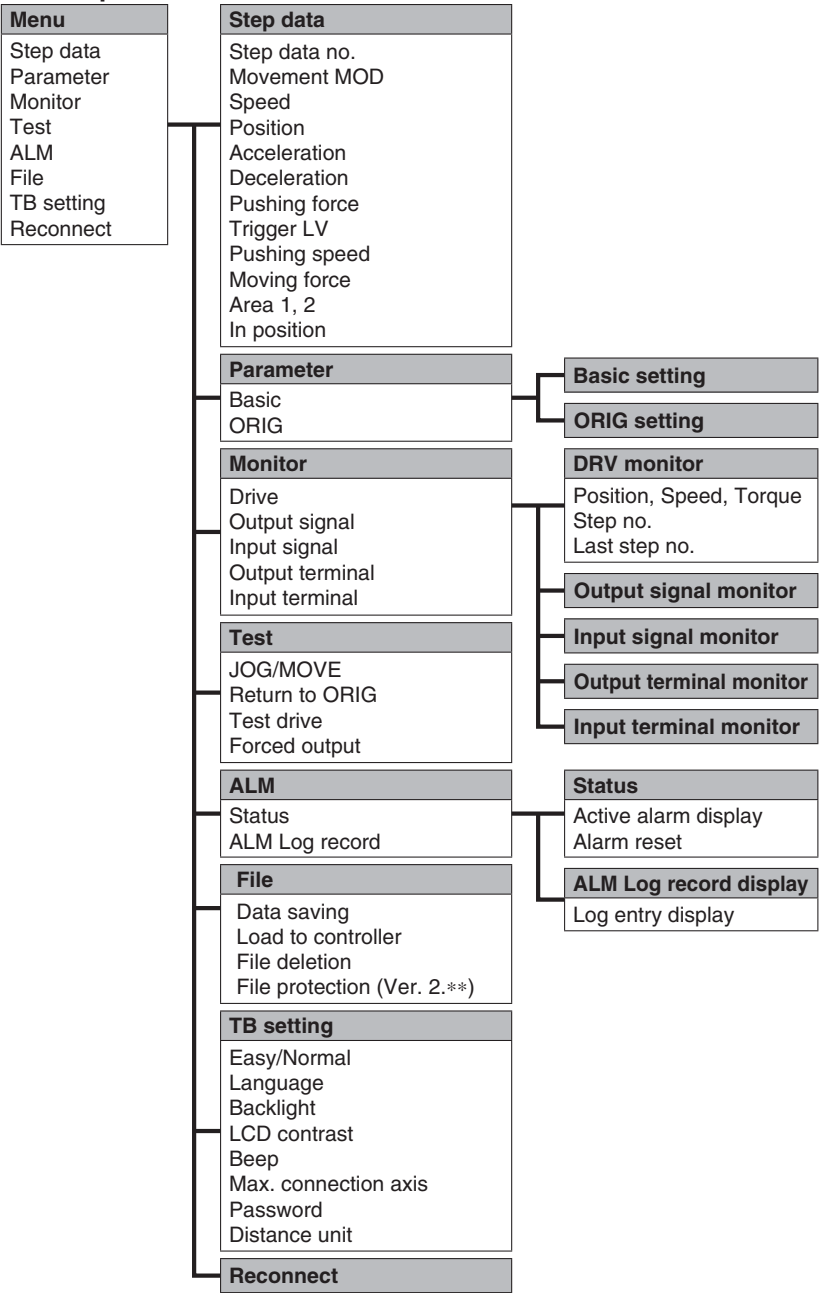 Menu
Step data
Parameter
Monitor
Test
ALM
File
TB setting
Reconnect
Step data
Step data no.
Movement MOD
Speed
Position
Acceleration
Deceleration
Pushing force
Trigger LV
Pushing speed
Moving force
Area 1, 2
In position
Parameter
Basic
ORIG
Basic setting
ORIG setting
Monitor
Drive
Output signal
Input signal
Output terminal
Input terminal
DRV monitor
Position, Speed, Torque
Step no.
Last step no.
Output signal monitor
Input signal monitor
Output terminal monitor
Input terminal monitor
Test
JOG/MOVE
Return to ORIG
Test drive
Forced output
ALM
Status
ALM Log record
Status
Active alarm display
Alarm reset
ALM Log record display
Log entry display
File
Data saving
Load to controller
File deletion
File protection (Ver. 2.**)
TB setting
Easy/Normal
Language
Backlight
LCD contrast
Beep
Max. connection axis
Password
Distance unit
Reconnect